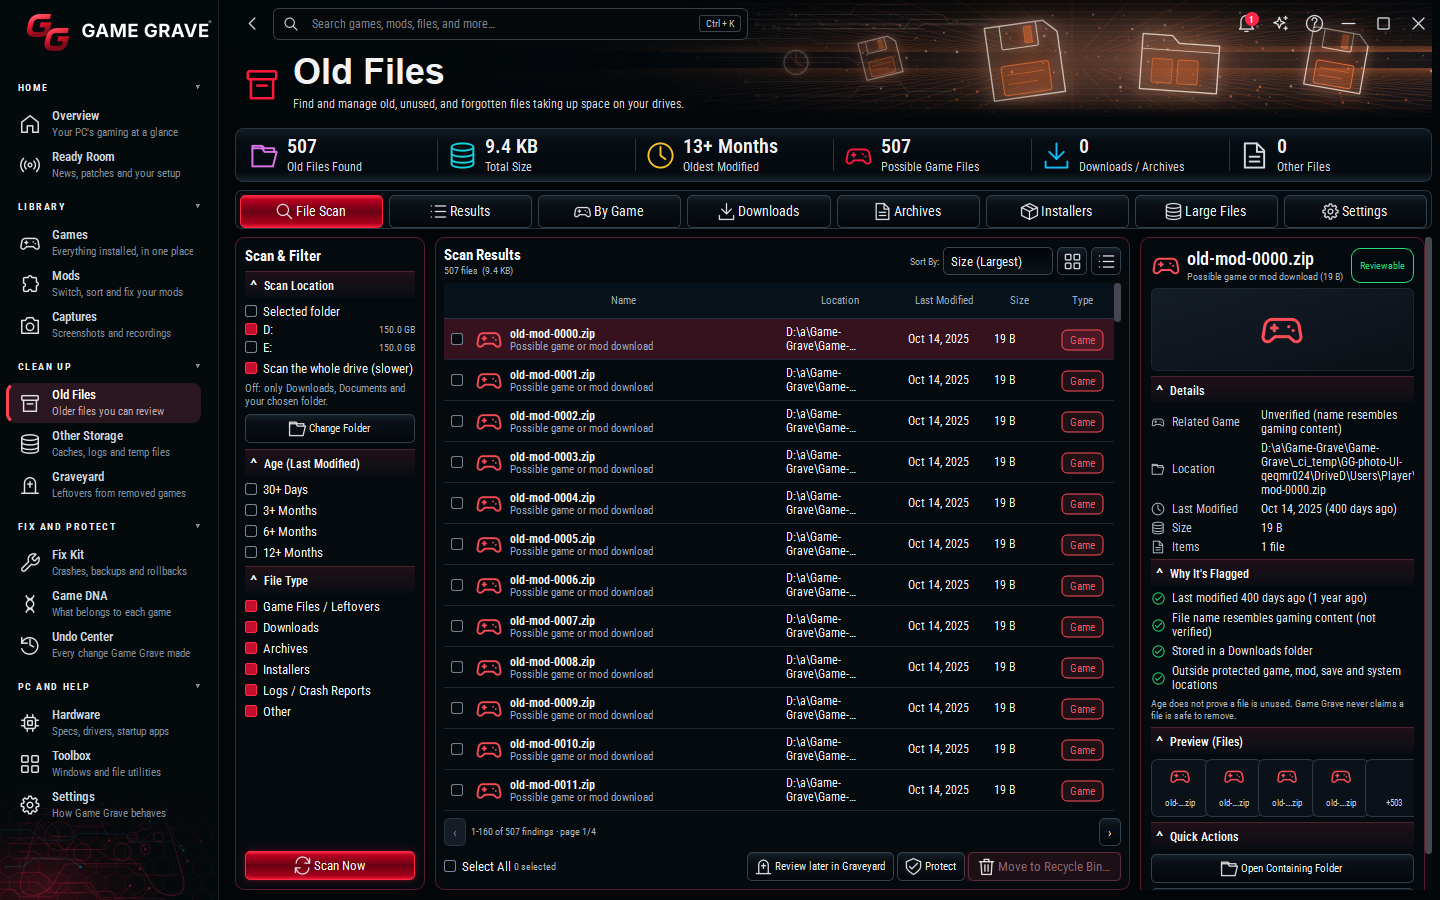 GAME GRAVE
Search games, mods, files, and more...
Ctrl + K
1
HOME
Overview
Your PC's gaming at a glance
Ready Room
News, patches and your setup
LIBRARY
Games
Everything installed, in one place
Mods
Switch, sort and fix your mods
Captures
Screenshots and recordings
CLEAN UP
Old Files
Older files you can review
Other Storage
Caches, logs and temp files
Graveyard
Leftovers from removed games
FIX AND PROTECT
Fix Kit
Crashes, backups and rollbacks
Game DNA
What belongs to each game
Undo Center
Every change Game Grave made
PC AND HELP
Hardware
Specs, drivers, startup apps
Toolbox
Windows and file utilities
Settings
How Game Grave behaves
Old Files
Find and manage old, unused, and forgotten files taking up space on your drives.
507
Old Files Found
9.4 KB
Total Size
13+ Months
Oldest Modified
507
Possible Game Files
0
Downloads / Archives
0
Other Files
File Scan
Results
By Game
Downloads
Archives
Installers
Large Files
Settings
Scan & Filter
^ Scan Location
Selected folder
D: 150.0 GB
E: 150.0 GB
Scan the whole drive (slower)
Off: only Downloads, Documents and
your chosen folder.
Change Folder
^ Age (Last Modified)
30+ Days
3+ Months
6+ Months
12+ Months
^ File Type
Game Files / Leftovers
Downloads
Archives
Installers
Logs / Crash Reports
Other
Scan Now
Scan Results
507 files (9.4 KB)
Sort By: Size (Largest)
Name Location Last Modified Size Type
old-mod-0000.zip
Possible game or mod download
D:\a\Game-
Grave\Game-...
Oct 14, 2025 19 B Game
old-mod-0001.zip
Possible game or mod download
D:\a\Game-
Grave\Game-...
Oct 14, 2025 19 B Game
old-mod-0002.zip
Possible game or mod download
D:\a\Game-
Grave\Game-...
Oct 14, 2025 19 B Game
old-mod-0003.zip
Possible game or mod download
D:\a\Game-
Grave\Game-...
Oct 14, 2025 19 B Game
old-mod-0004.zip
Possible game or mod download
D:\a\Game-
Grave\Game-...
Oct 14, 2025 19 B Game
old-mod-0005.zip
Possible game or mod download
D:\a\Game-
Grave\Game-...
Oct 14, 2025 19 B Game
old-mod-0006.zip
Possible game or mod download
D:\a\Game-
Grave\Game-...
Oct 14, 2025 19 B Game
old-mod-0007.zip
Possible game or mod download
D:\a\Game-
Grave\Game-...
Oct 14, 2025 19 B Game
old-mod-0008.zip
Possible game or mod download
D:\a\Game-
Grave\Game-...
Oct 14, 2025 19 B Game
old-mod-0009.zip
Possible game or mod download
D:\a\Game-
Grave\Game-...
Oct 14, 2025 19 B Game
old-mod-0010.zip
Possible game or mod download
D:\a\Game-
Grave\Game-...
Oct 14, 2025 19 B Game
old-mod-0011.zip
Possible game or mod download
D:\a\Game-
Grave\Game-...
Oct 14, 2025 19 B Game
‹ 1-160 of 507 findings · page 1/4 ›
Select All 0 selected
Review later in Graveyard
Protect
Move to Recycle Bin...
old-mod-0000.zip
Possible game or mod download (19 B)
Reviewable
^ Details
Related Game
Unverified (name resembles
gaming content)
Location
D:\a\Game-Grave\Game-
Grave\_ci_temp\GG-photo-UI-
qeqmr024\DriveD\Users\Player\
mod-0000.zip
Last Modified Oct 14, 2025 (400 days ago)
Size 19 B
Items 1 file
^ Why It's Flagged
Last modified 400 days ago (1 year ago)
File name resembles gaming content (not
verified)
Stored in a Downloads folder
Outside protected game, mod, save and system
locations
Age does not prove a file is unused. Game Grave never claims a
file is safe to remove.
^ Preview (Files)
old-...zip old-...zip old-...zip old-...zip +503
^ Quick Actions
Open Containing Folder